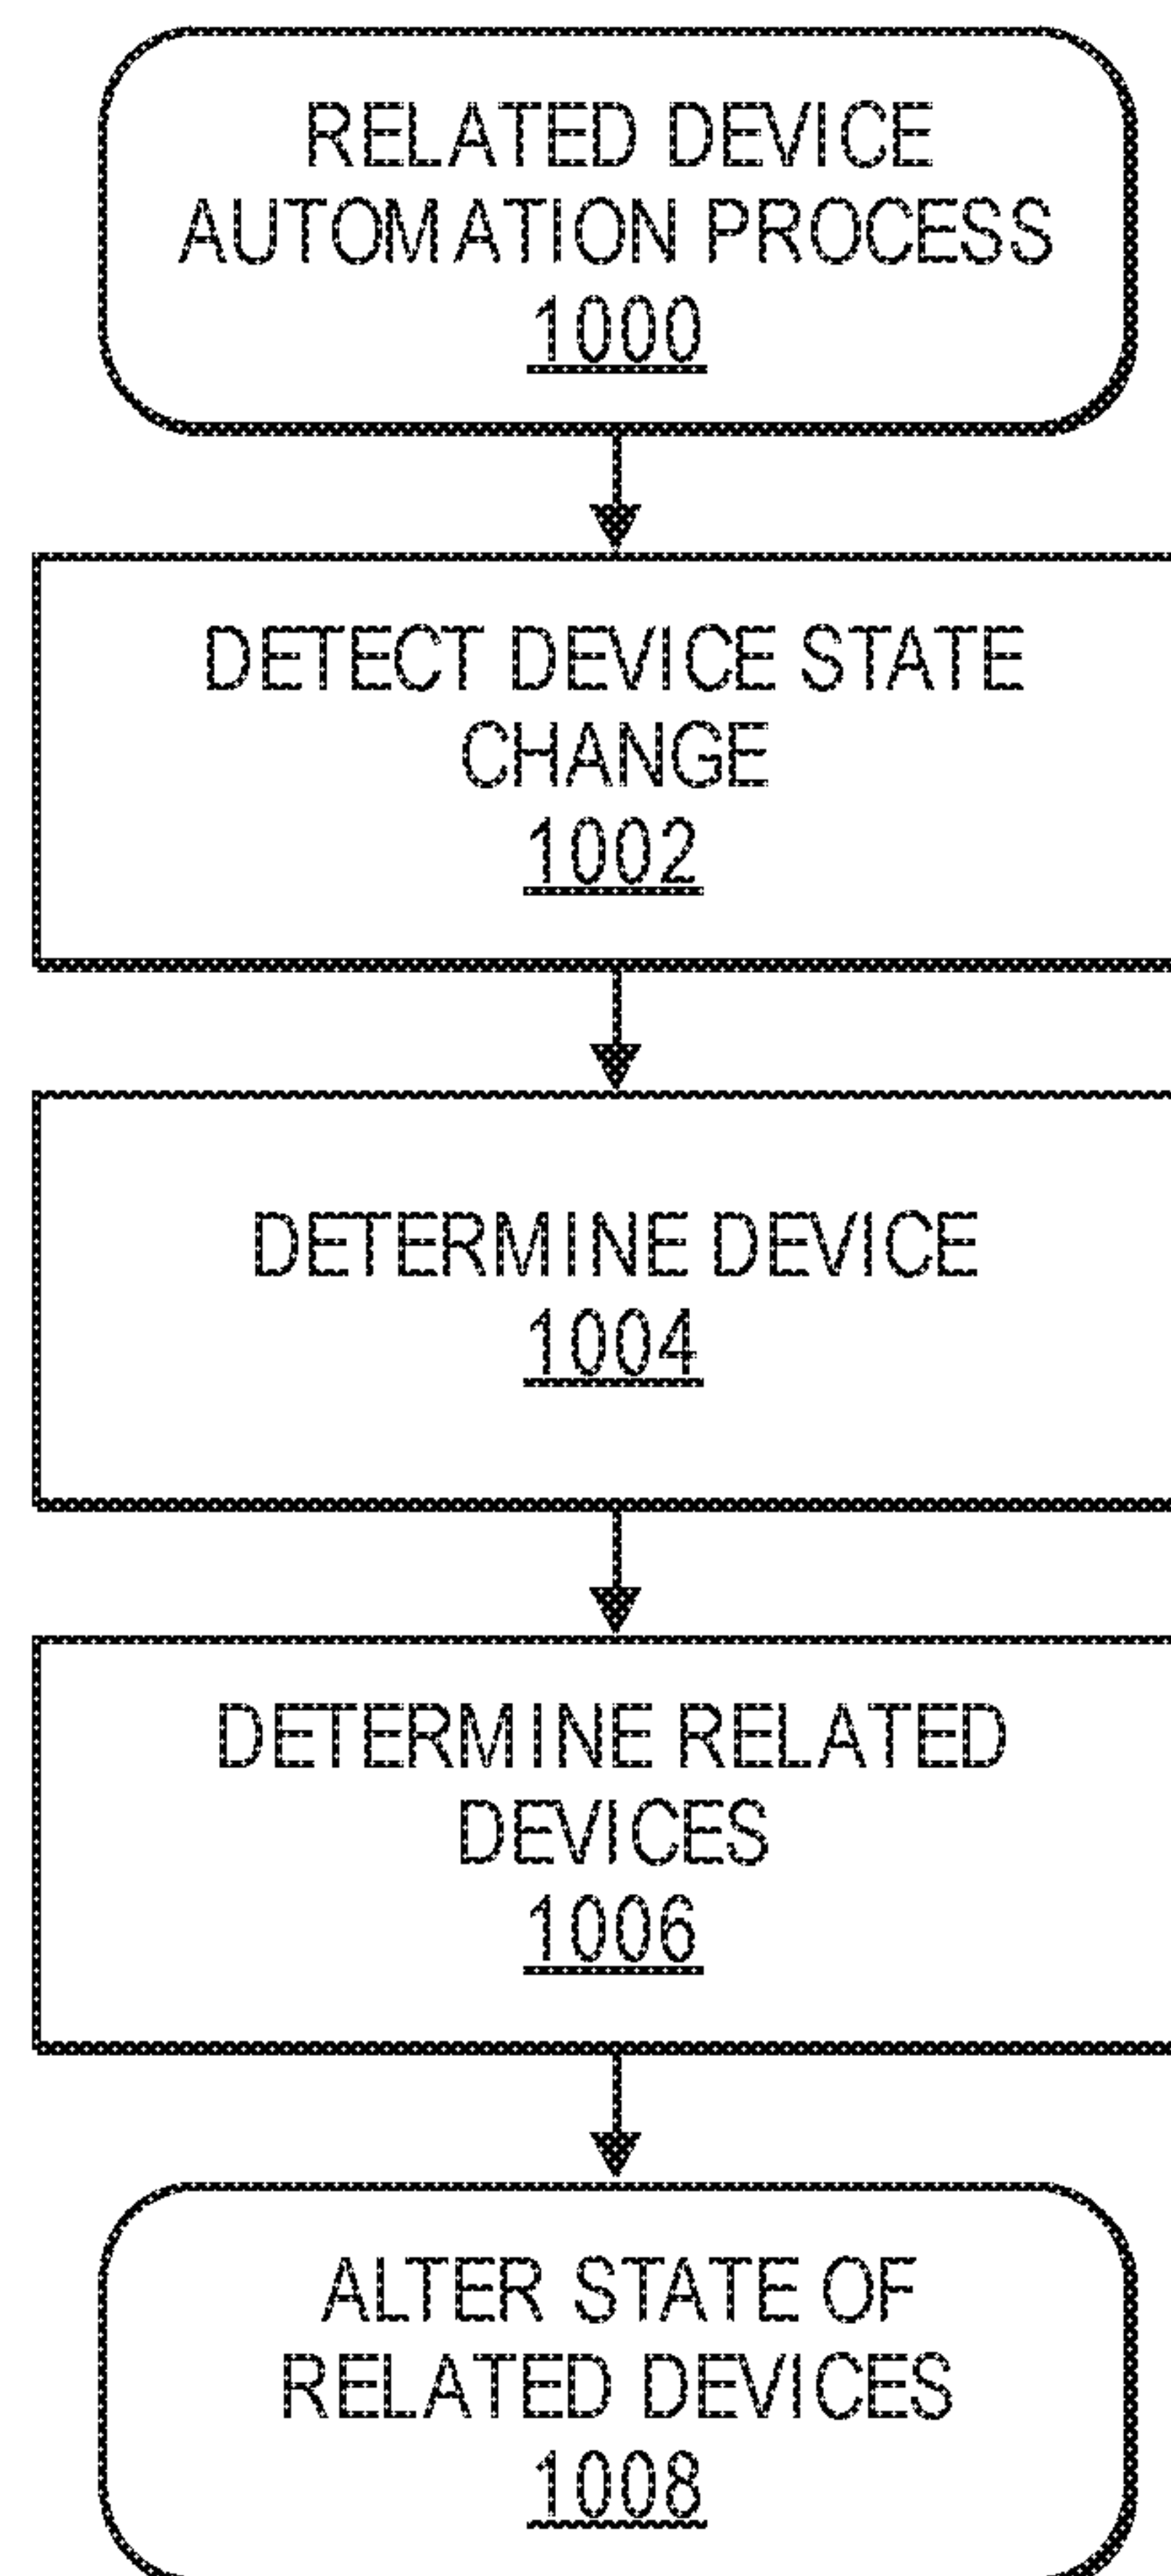 RELATED DEVICE
AUTOMATION PROCESS
1000
DETECT DEVICE STATE
CHANGE
1002
DETERMINE DEVICE
1004
DETERMINE RELATED
DEVICES
1006
ALTER STATE OF
RELATED DEVICES
1008